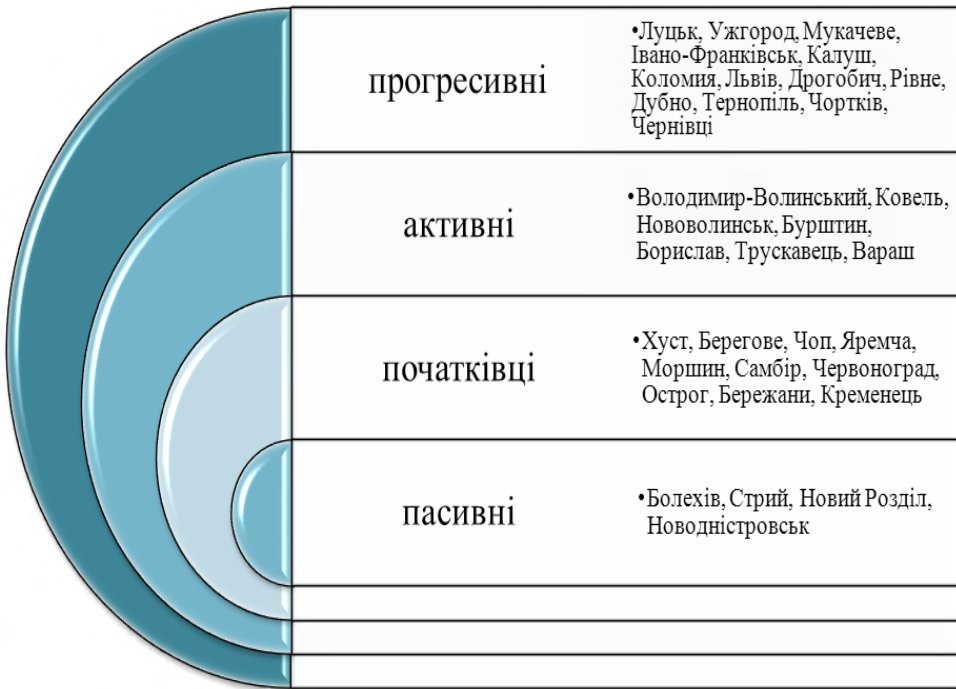 прогресивні
•Луцьк, Ужгород, Мукачеве,
Івано-Франківськ, Калуш,
Коломия, Львів, Дрогобич, Рівне,
Дубно, Тернопіль, Чортків,
Чернівці
активні
•Володимир-Волинський, Ковель,
Нововолинськ, Бурштин,
Борислав, Трускавець, Вараш
початківці
•Хуст, Берегове, Чоп, Яремча,
Моршин, Самбір, Червоноград,
Острог, Бережани, Кременець
пасивні
•Болехів, Стрий, Новий Розділ,
Новодністровськ